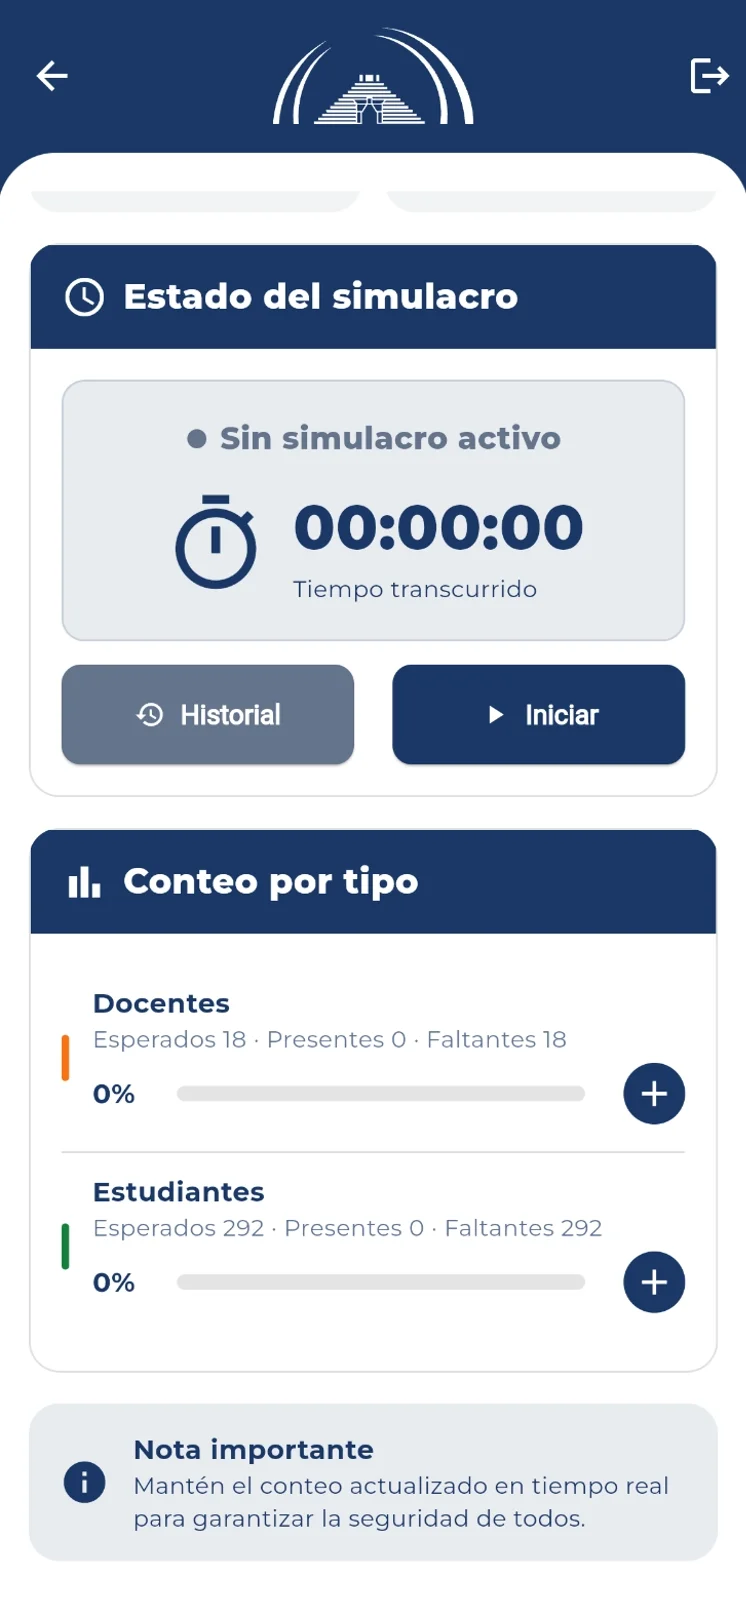 Estado del simulacro
Sin simulacro activo
00:00:00
Tiempo transcurrido
Historial
Iniciar
Conteo por tipo
Docentes
Esperados 18 · Presentes 0 · Faltantes 18
0%
Estudiantes
Esperados 292 · Presentes 0 · Faltantes 292
0%
Nota importante
Mantén el conteo actualizado en tiempo real
para garantizar la seguridad de todos.